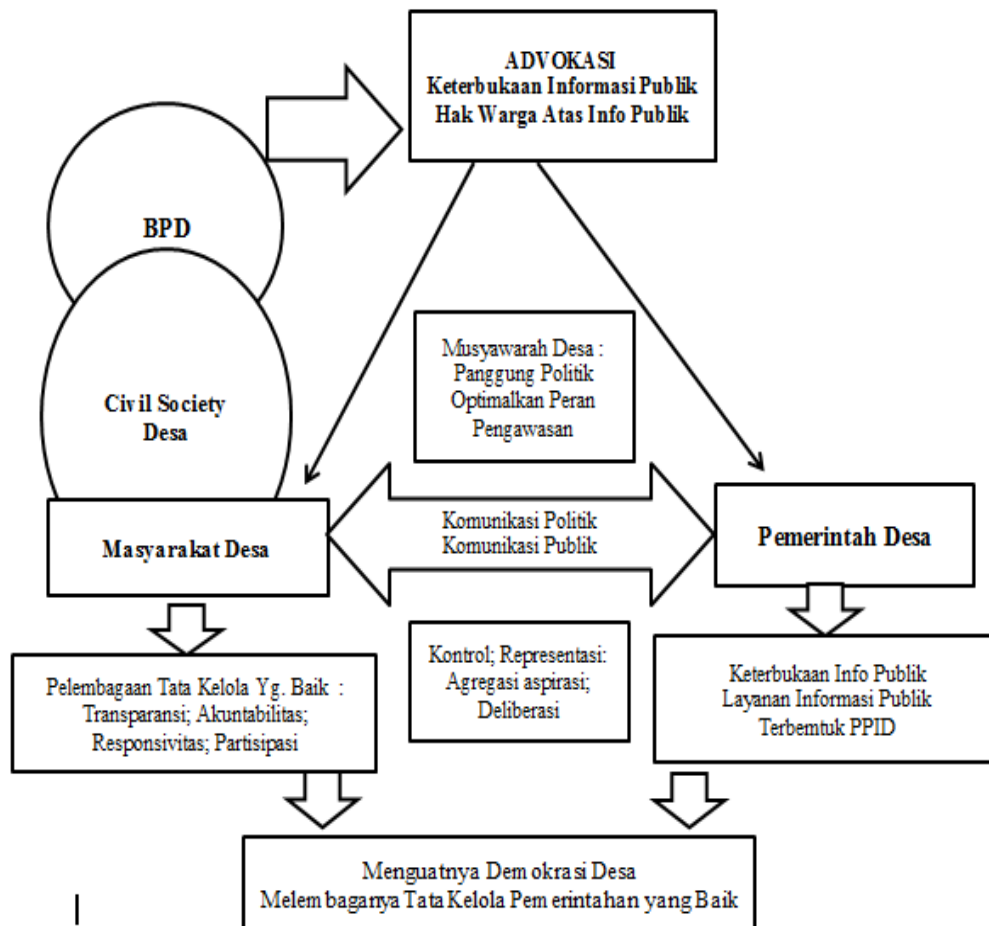 ADVOKASI
Keterbukaan Informasi Publik
Hak Warga Atas Info Publik
BPD
Civil Society
Desa
Musyawarah Desa :
Panggung Politik
Optimalkan Peran
Pengawasan
Masyarakat Desa
Komunikasi Politik
Komunikasi Publik
Pemerintah Desa
Pelembagaan Tata Kelola Yg. Baik :
Transparansi; Akuntabilitas;
Responsivitas; Partisipasi
Kontrol; Representasi:
Agregasi aspirasi;
Deliberasi
Keterbukaan Info Publik
Layanan Informasi Publik
Terbemtuk PPID
Menguatnya Demokrasi Desa
Melembaganya Tata Kelola Pemerintahan yang Baik